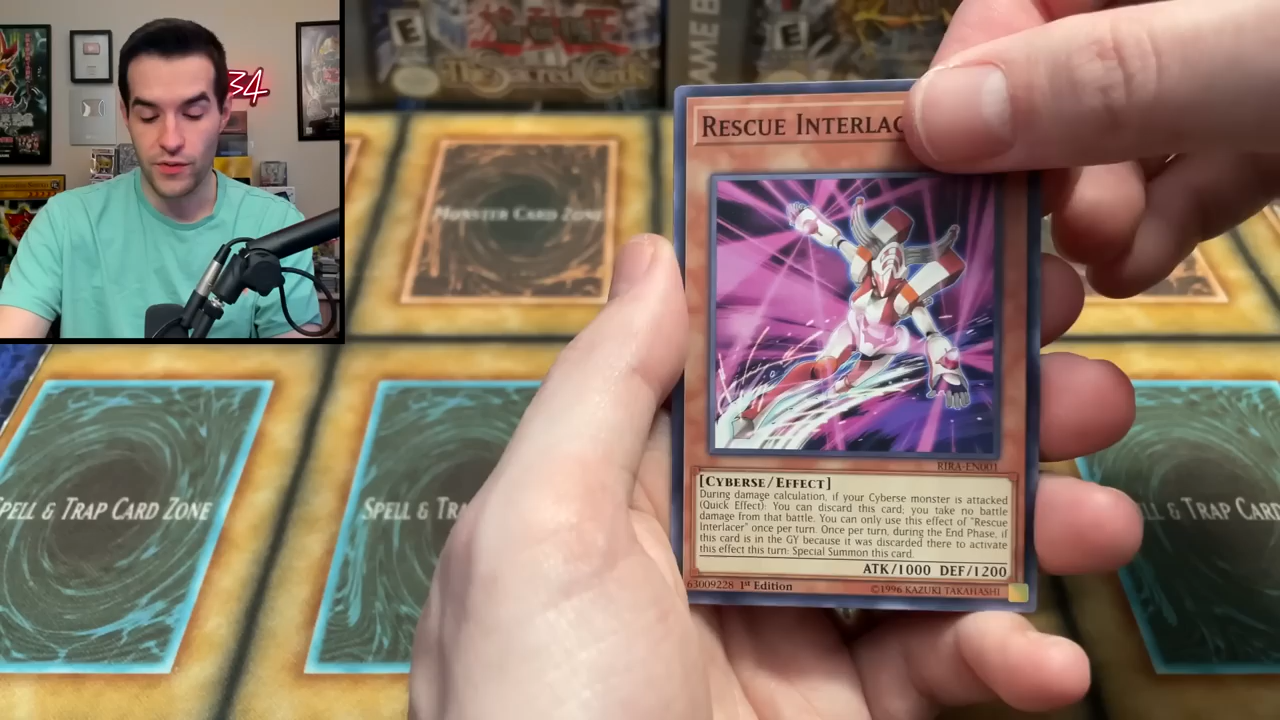 34
E
The Sacred Cards
GAME B
E
MONSTER CARD ZONE
RESCUE INTERLAC
RIRA-EN001
[CYBERSE/EFFECT]
During damage calculation, if your Cyberse monster is attacked
(Quick Effect): You can discard this card; you take no battle
damage from that battle. You can only use this effect of "Rescue
Interlacer" once per turn. Once per turn, during the End Phase, if
this card is in the GY because it was discarded there to activate
this effect this turn: Special Summon this card.
ATK/1000 DEF/1200
63009228 1st Edition
©1996 KAZUKI TAKAHASHI
PELL & TRAP CARD ZONE
SPELL & TRA
LL & TRAP CARD